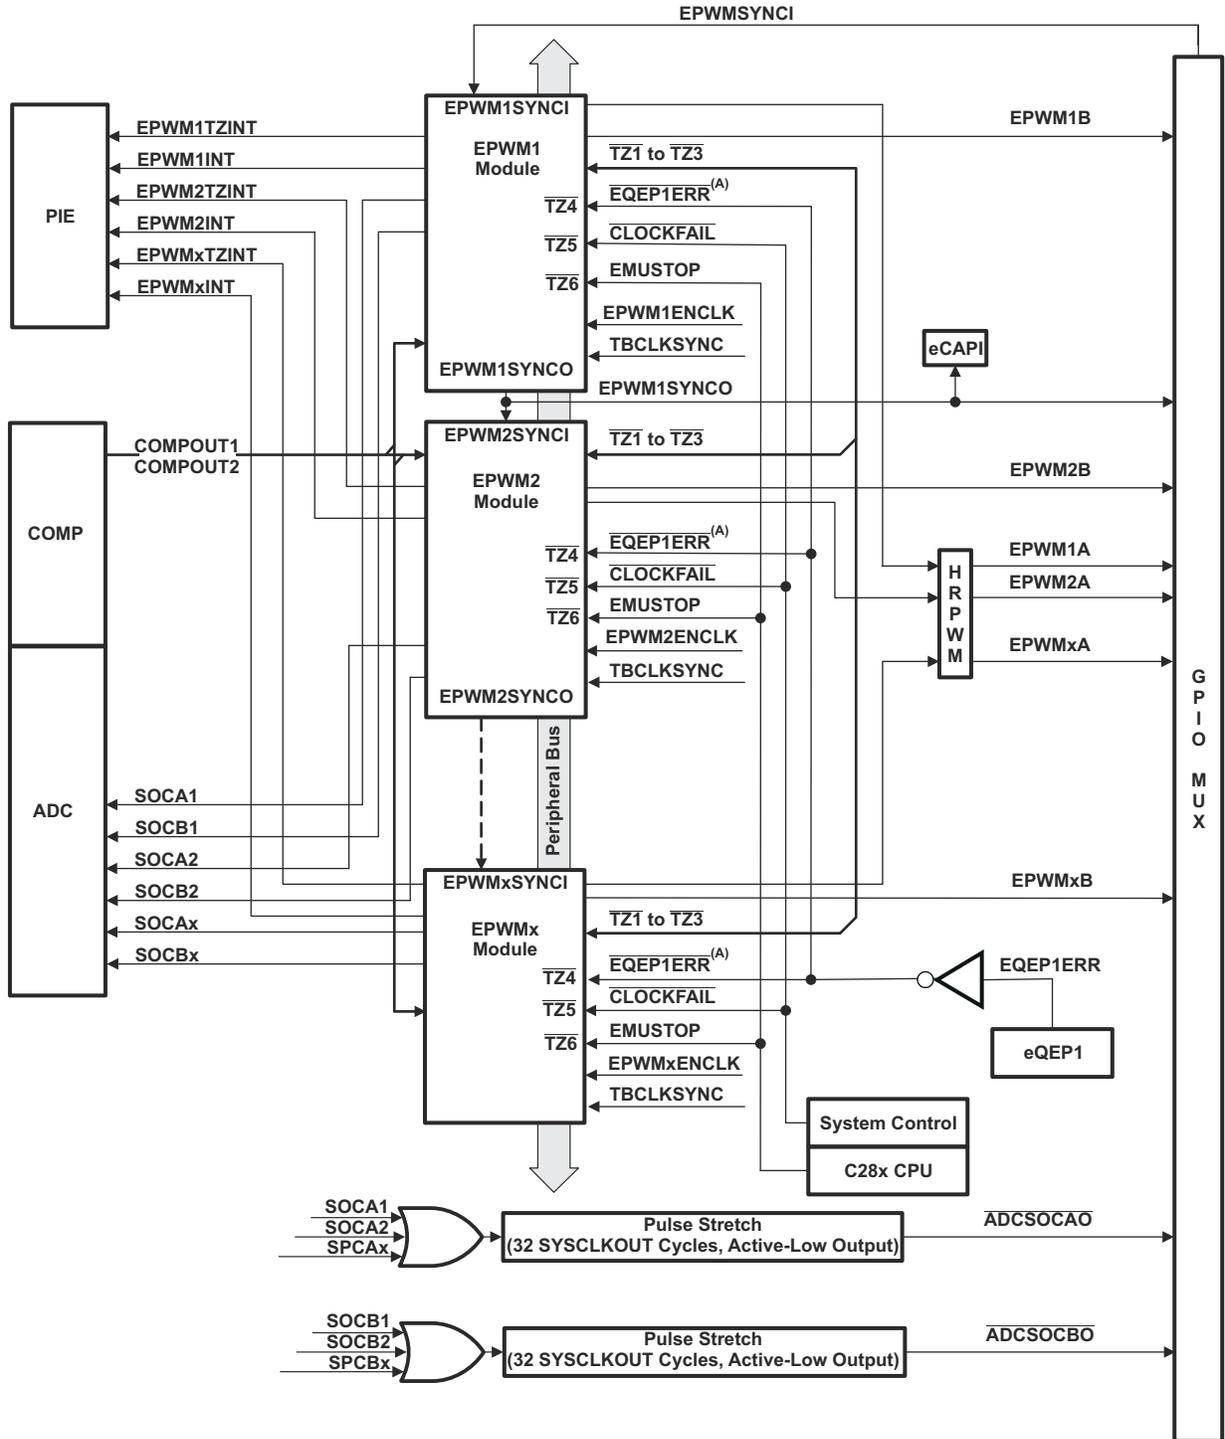 EPWMSYNCI
EPWM1SYNCI
EPWM1TZINT
EPWM1B
EPWM1
Module
TZ1 to TZ3
EPWM1INT
EPWM2TZINT
EQEP1ERR(A)
TZ4
PIE
EPWM2INT
CLOCKFAIL
TZ5
EPWMxTZINT
EMUSTOP
TZ6
EPWMxINT
EPWM1ENCLK
TBCLKSYNC
eCAPI
EPWM1SYNCO
EPWM1SYNCO
EPWM2SYNCI
TZ1 to TZ3
COMPOUT1
COMPOUT2
EPWM2B
EPWM2
Module
COMP
EQEP1ERR(A)
TZ4
EPWM1A
CLOCKFAIL
TZ5
EPWM2A
HRPWM
EMUSTOP
TZ6
EPWM2ENCLK
EPWMxA
TBCLKSYNC
EPWM2SYNCO
GPIO MUX
Peripheral Bus
ADC
SOCA1
SOCB1
SOCA2
SOCB2
SOCAx
SOCBx
EPWMxSYNCI
EPWMxB
TZ1 to TZ3
EPWMx
Module
EQEP1ERR(A)
TZ4
EQEP1ERR
CLOCKFAIL
TZ5
EMUSTOP
TZ6
eQEP1
EPWMxENCLK
TBCLKSYNC
System Control
C28x CPU
SOCA1
SOCA2
SPCAx
Pulse Stretch
(32 SYSCLKOUT Cycles, Active-Low Output)
ADCSOCAO
SOCB1
SOCB2
SPCBx
Pulse Stretch
(32 SYSCLKOUT Cycles, Active-Low Output)
ADCSOCBO